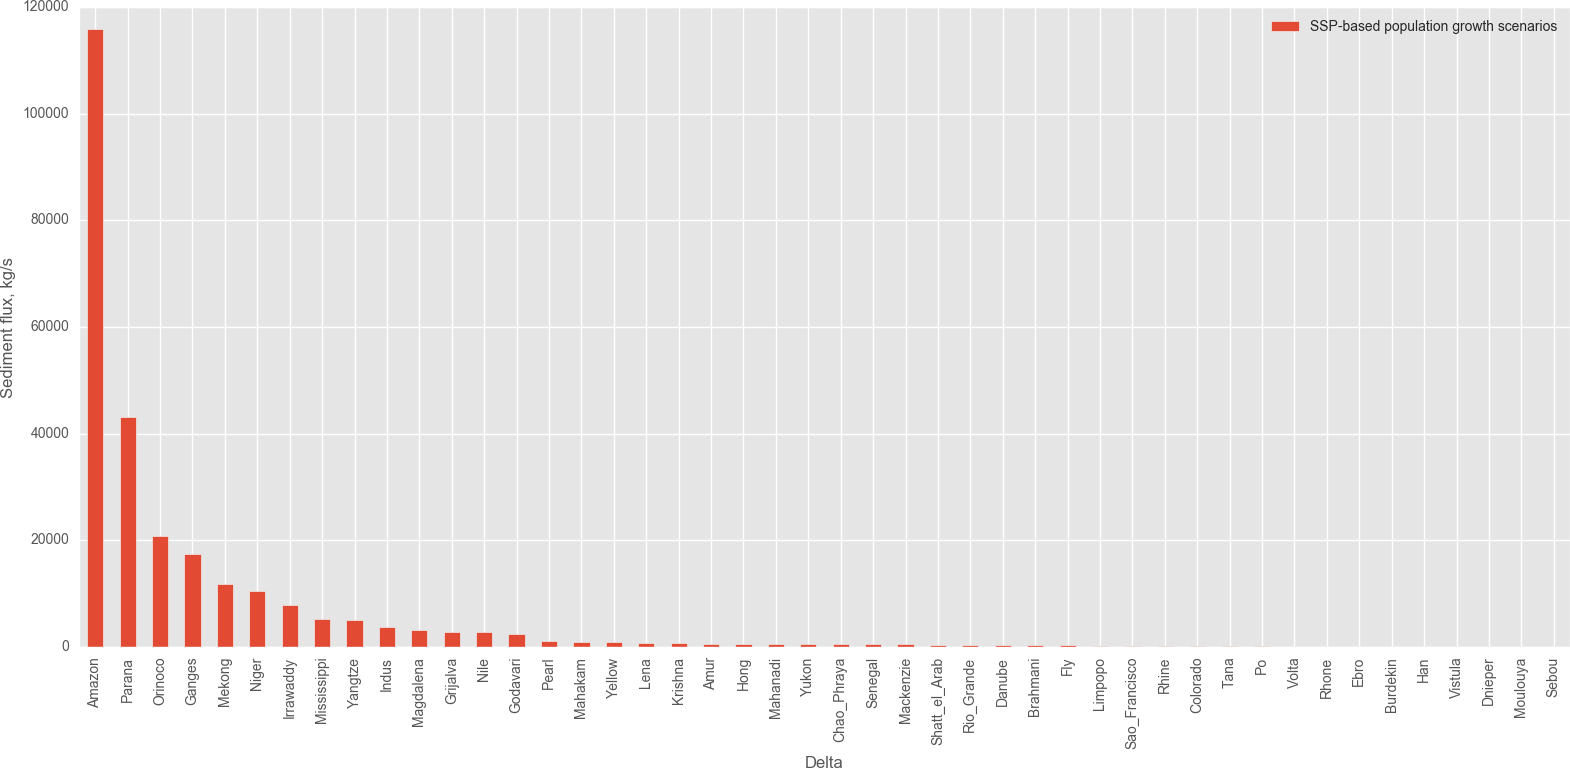 120000
100000
80000
60000
40000
20000
0
Sediment flux, kg/s
SSP-based population growth scenarios
Amazon
Parana
Orinoco
Ganges
Mekong
Niger
Irrawaddy
Mississippi
Yangtze
Indus
Magdalena
Grijalva
Nile
Godavari
Pearl
Mahakam
Yellow
Lena
Krishna
Amur
Hong
Mahanadi
Yukon
Chao_Phraya
Senegal
Mackenzie
Shatt_el_Arab
Rio_Grande
Danube
Brahmani
Fly
Limpopo
Sao_Francisco
Rhine
Colorado
Tana
Po
Volta
Rhone
Ebro
Burdekin
Han
Vistula
Dnieper
Moulouya
Sebou
Delta